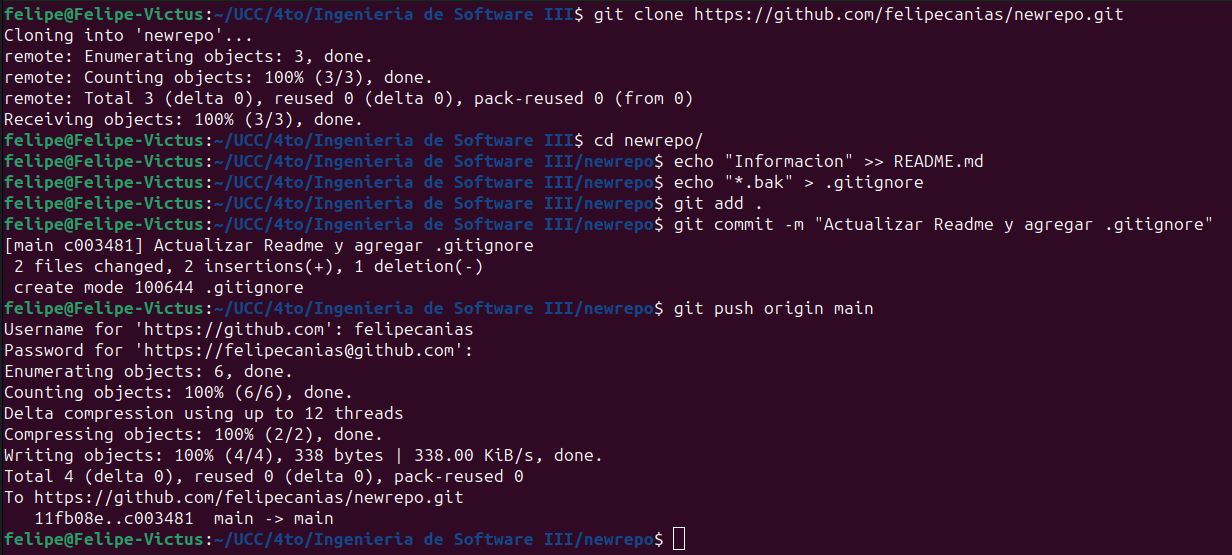 felipe@Felipe-Victus:~/UCC/4to/Ingenieria de Software III$ git clone https://github.com/felipecanias/newrepo.git
Cloning into 'newrepo'...
remote: Enumerating objects: 3, done.
remote: Counting objects: 100% (3/3), done.
remote: Total 3 (delta 0), reused 0 (delta 0), pack-reused 0 (from 0)
Receiving objects: 100% (3/3), done.
felipe@Felipe-Victus:~/UCC/4to/Ingenieria de Software III$ cd newrepo/
felipe@Felipe-Victus:~/UCC/4to/Ingenieria de Software III/newrepo$ echo "Informacion" >> README.md
felipe@Felipe-Victus:~/UCC/4to/Ingenieria de Software III/newrepo$ echo "*.bak" > .gitignore
felipe@Felipe-Victus:~/UCC/4to/Ingenieria de Software III/newrepo$ git add .
felipe@Felipe-Victus:~/UCC/4to/Ingenieria de Software III/newrepo$ git commit -m "Actualizar Readme y agregar .gitignore"
[main c003481] Actualizar Readme y agregar .gitignore
 2 files changed, 2 insertions(+), 1 deletion(-)
 create mode 100644 .gitignore
felipe@Felipe-Victus:~/UCC/4to/Ingenieria de Software III/newrepo$ git push origin main
Username for 'https://github.com': felipecanias
Password for 'https://felipecanias@github.com':
Enumerating objects: 6, done.
Counting objects: 100% (6/6), done.
Delta compression using up to 12 threads
Compressing objects: 100% (2/2), done.
Writing objects: 100% (4/4), 338 bytes | 338.00 KiB/s, done.
Total 4 (delta 0), reused 0 (delta 0), pack-reused 0
To https://github.com/felipecanias/newrepo.git
   11fb08e..c003481  main -> main
felipe@Felipe-Victus:~/UCC/4to/Ingenieria de Software III/newrepo$